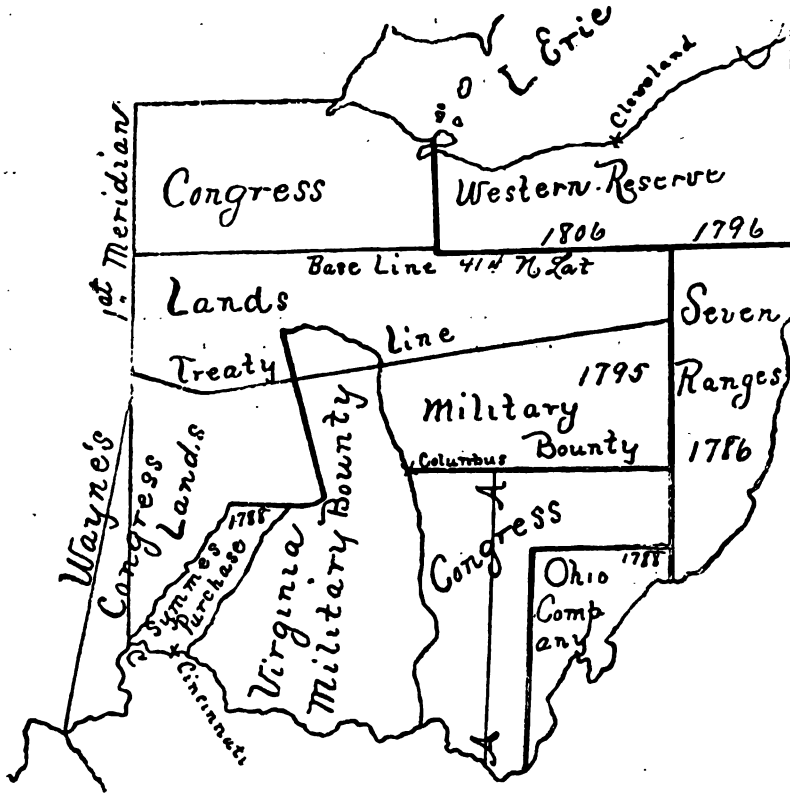 L Erie
Cleveland
1st Meridian
Congress
Western Reserve
1806
1796
Base Line 41st N Lat
Lands
Seven
Ranges
1786
Treaty Line
1795
Military
Bounty
Columbus
Wayne's
Congress
Lands
1788
Symmes
Purchase
Virginia
Military Bounty
Congress
1788
Ohio
Comp
any
Cincinnati